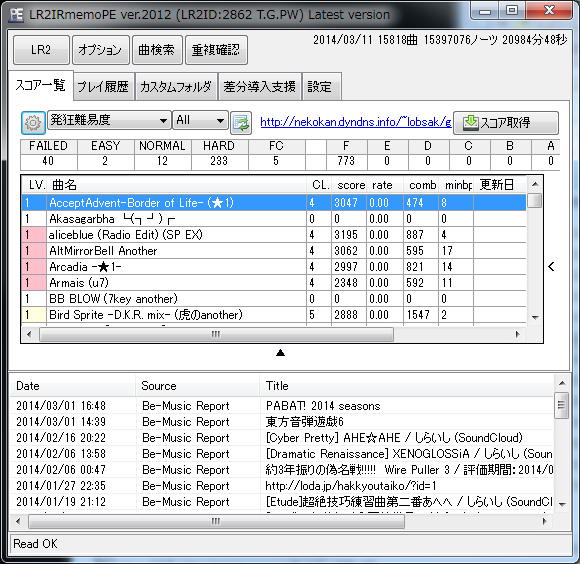 LR2IRmemoPE ver.2012 (LR2ID:2862 T.G.PW) Latest version
LR2 オプション 曲検索 重複確認 2014/03/11 15818曲 15397076ノーツ 20984分48秒
スコア一覧 プレイ履歴 カスタムフォルダ 差分導入支援 設定
発狂難易度 All http://nekokan.dyndns.info/~lobsak/g スコア取得
FAILED EASY NORMAL HARD FC F E D C B A
40 2 12 233 5 773 0 0 0 0 0
LV. 曲名 CL. score rate comb minbp 更新日
1 AcceptAdvent-Border of Life- (★1) 4 3047 0.00 474 8
1 Akasagarbha ┗(┐┛)┏ 0 0 0.00 0 0
1 aliceblue (Radio Edit) (SP EX) 4 3195 0.00 887 4
1 AltMirrorBell Another 4 3062 0.00 595 17
1 Arcadia -★1- 4 2997 0.00 821 14
1 Armais (u7) 4 2348 0.00 592 11
1 BB BLOW (7key another) 0 0 0.00 0 0
1 Bird Sprite -D.K.R. mix- (虎のanother) 5 2888 0.00 1547 2
Date Source Title
2014/03/01 16:48 Be-Music Report PABAT! 2014 seasons
2014/03/01 14:39 Be-Music Report 東方音弾遊戯6
2014/02/16 20:22 Be-Music Report [Cyber Pretty] AHE☆AHE / しらいし (SoundCloud)
2014/02/06 13:58 Be-Music Report [Dramatic Renaissance] XENOGLOSSiA / しらいし (SoundCl
2014/02/06 00:47 Be-Music Report 約3年振りの偽名戦!!!!! Wire Puller 3 / 評価期間: 2014/0
2014/01/27 22:35 Be-Music Report http://loda.jp/hakkyoutaiko/?id=1
2014/01/19 21:12 Be-Music Report [Etude]超絶技巧練習曲第二番あへへ / しらいし (SoundCl
Read OK